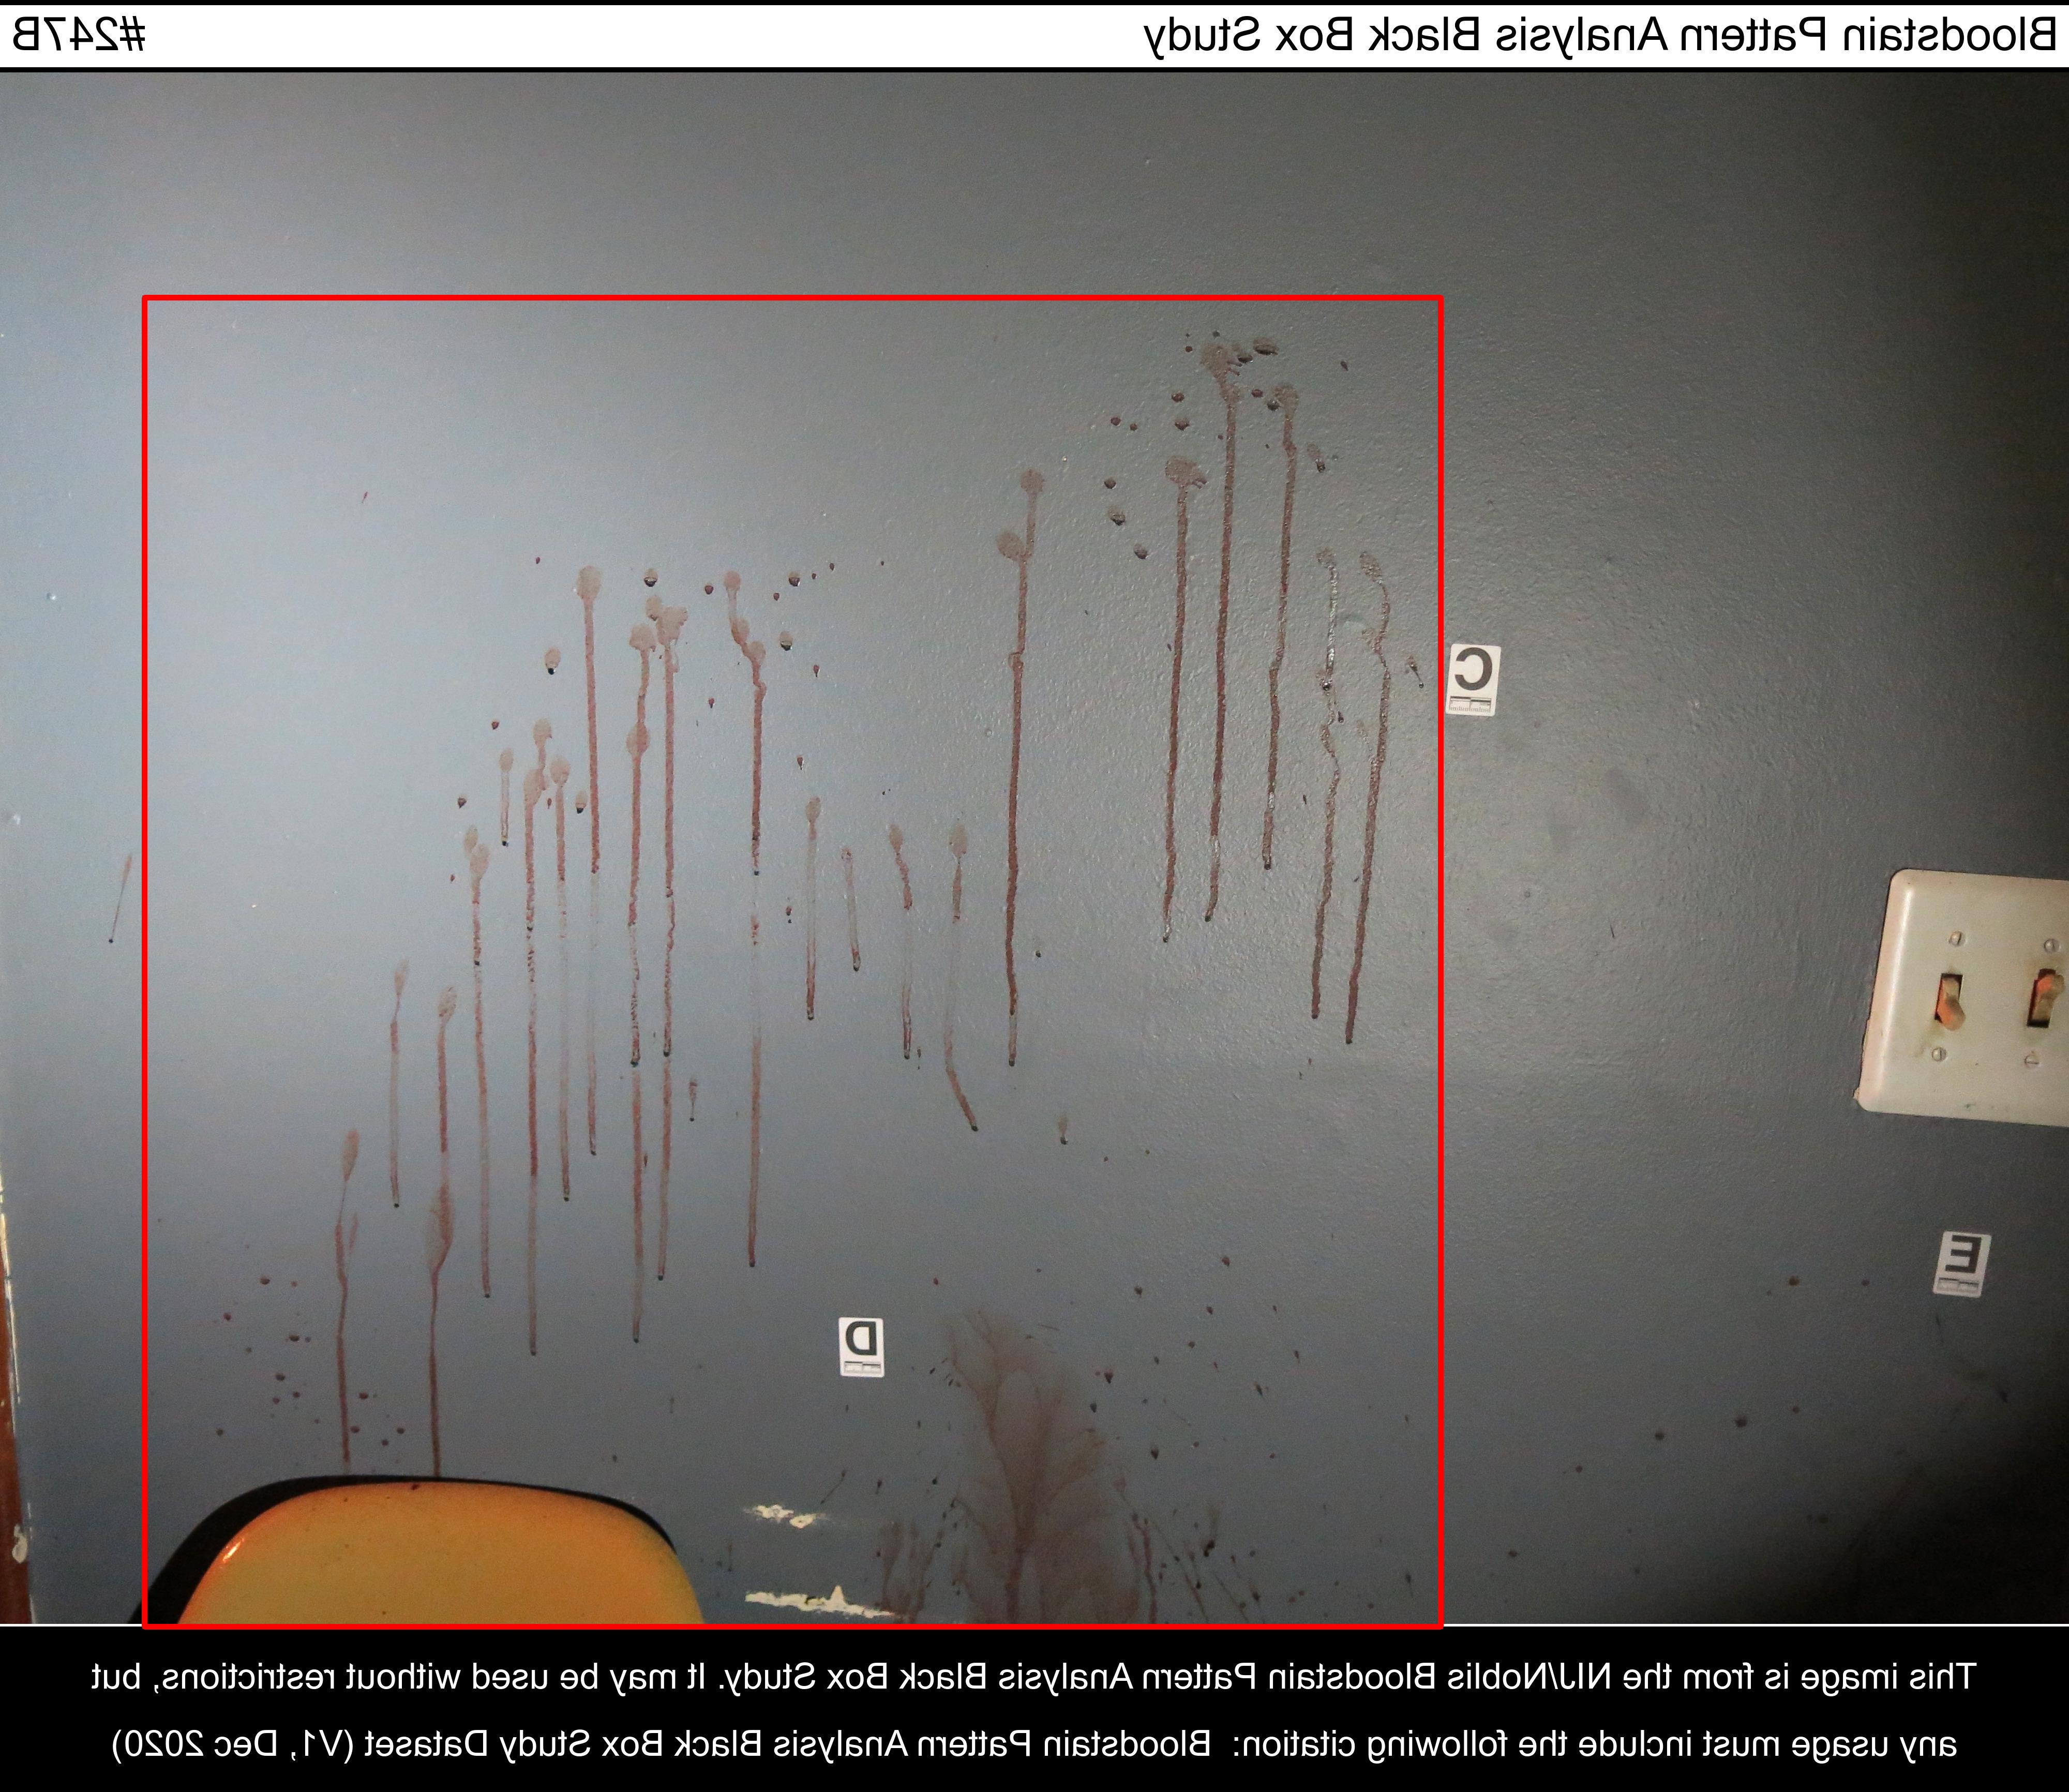 Bloodstain Pattern Analysis Black Box Study #247B
C
E
D
This image is from the NIJ/Noblis Bloodstain Pattern Analysis Black Box Study. It may be used without restrictions, but
any usage must include the following citation: Bloodstain Pattern Analysis Black Box Study Dataset (V1, Dec 2020)